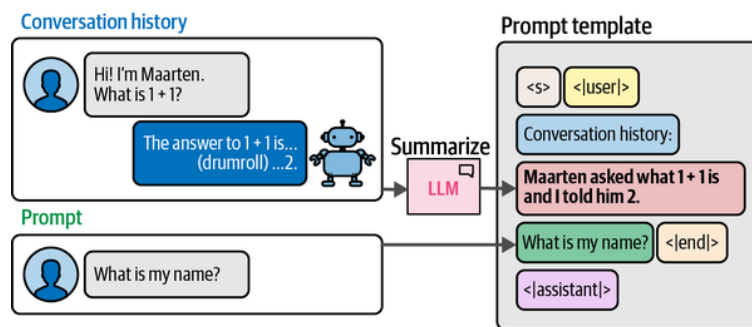 Conversation history
Hi! I'm Maarten.
What is 1 + 1?
The answer to 1 + 1 is...
(drumroll) ...2.
Prompt
What is my name?
Summarize
LLM
Prompt template
<s> <|user|>
Conversation history:
Maarten asked what 1 + 1 is
and I told him 2.
What is my name? <|end|>
<|assistant|>